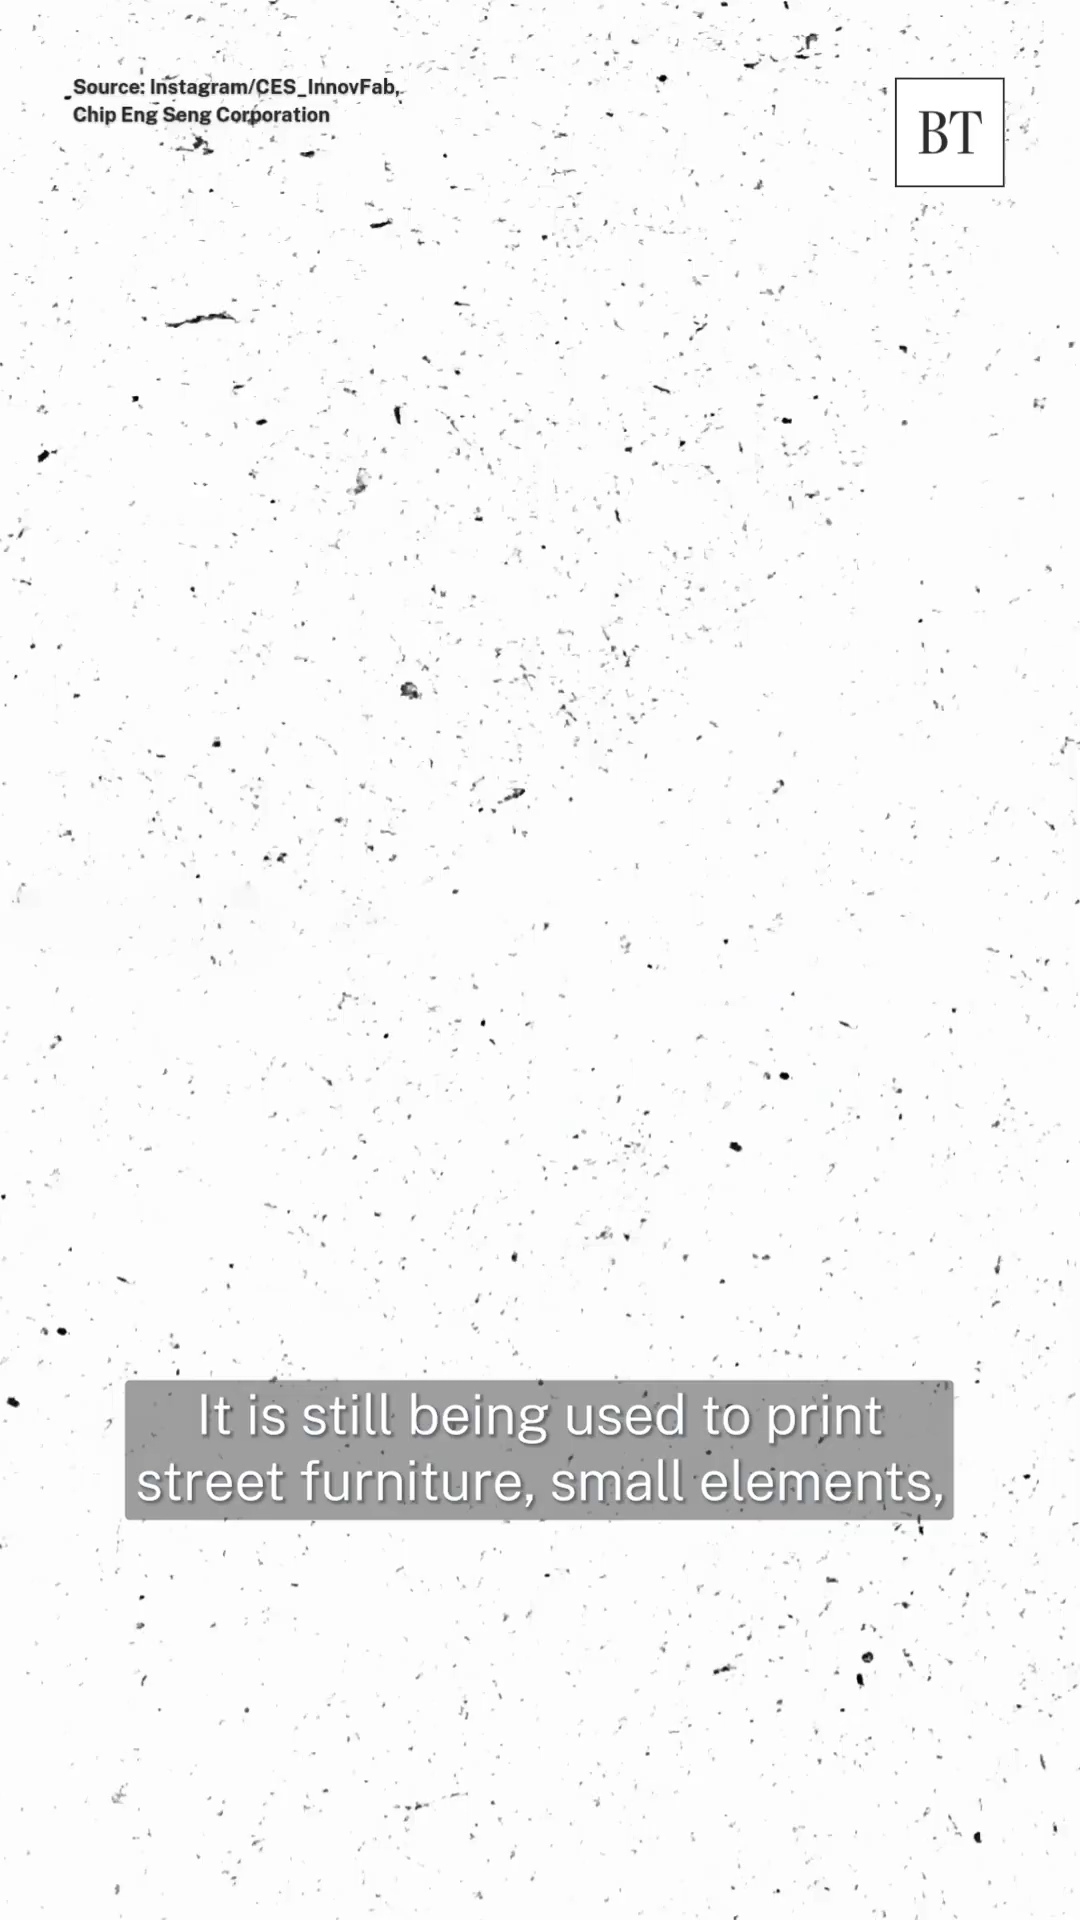 Source: Instagram/CES_InnovFab,
Chip Eng Seng Corporation
BT
It is still being used to print
street furniture, small elements,